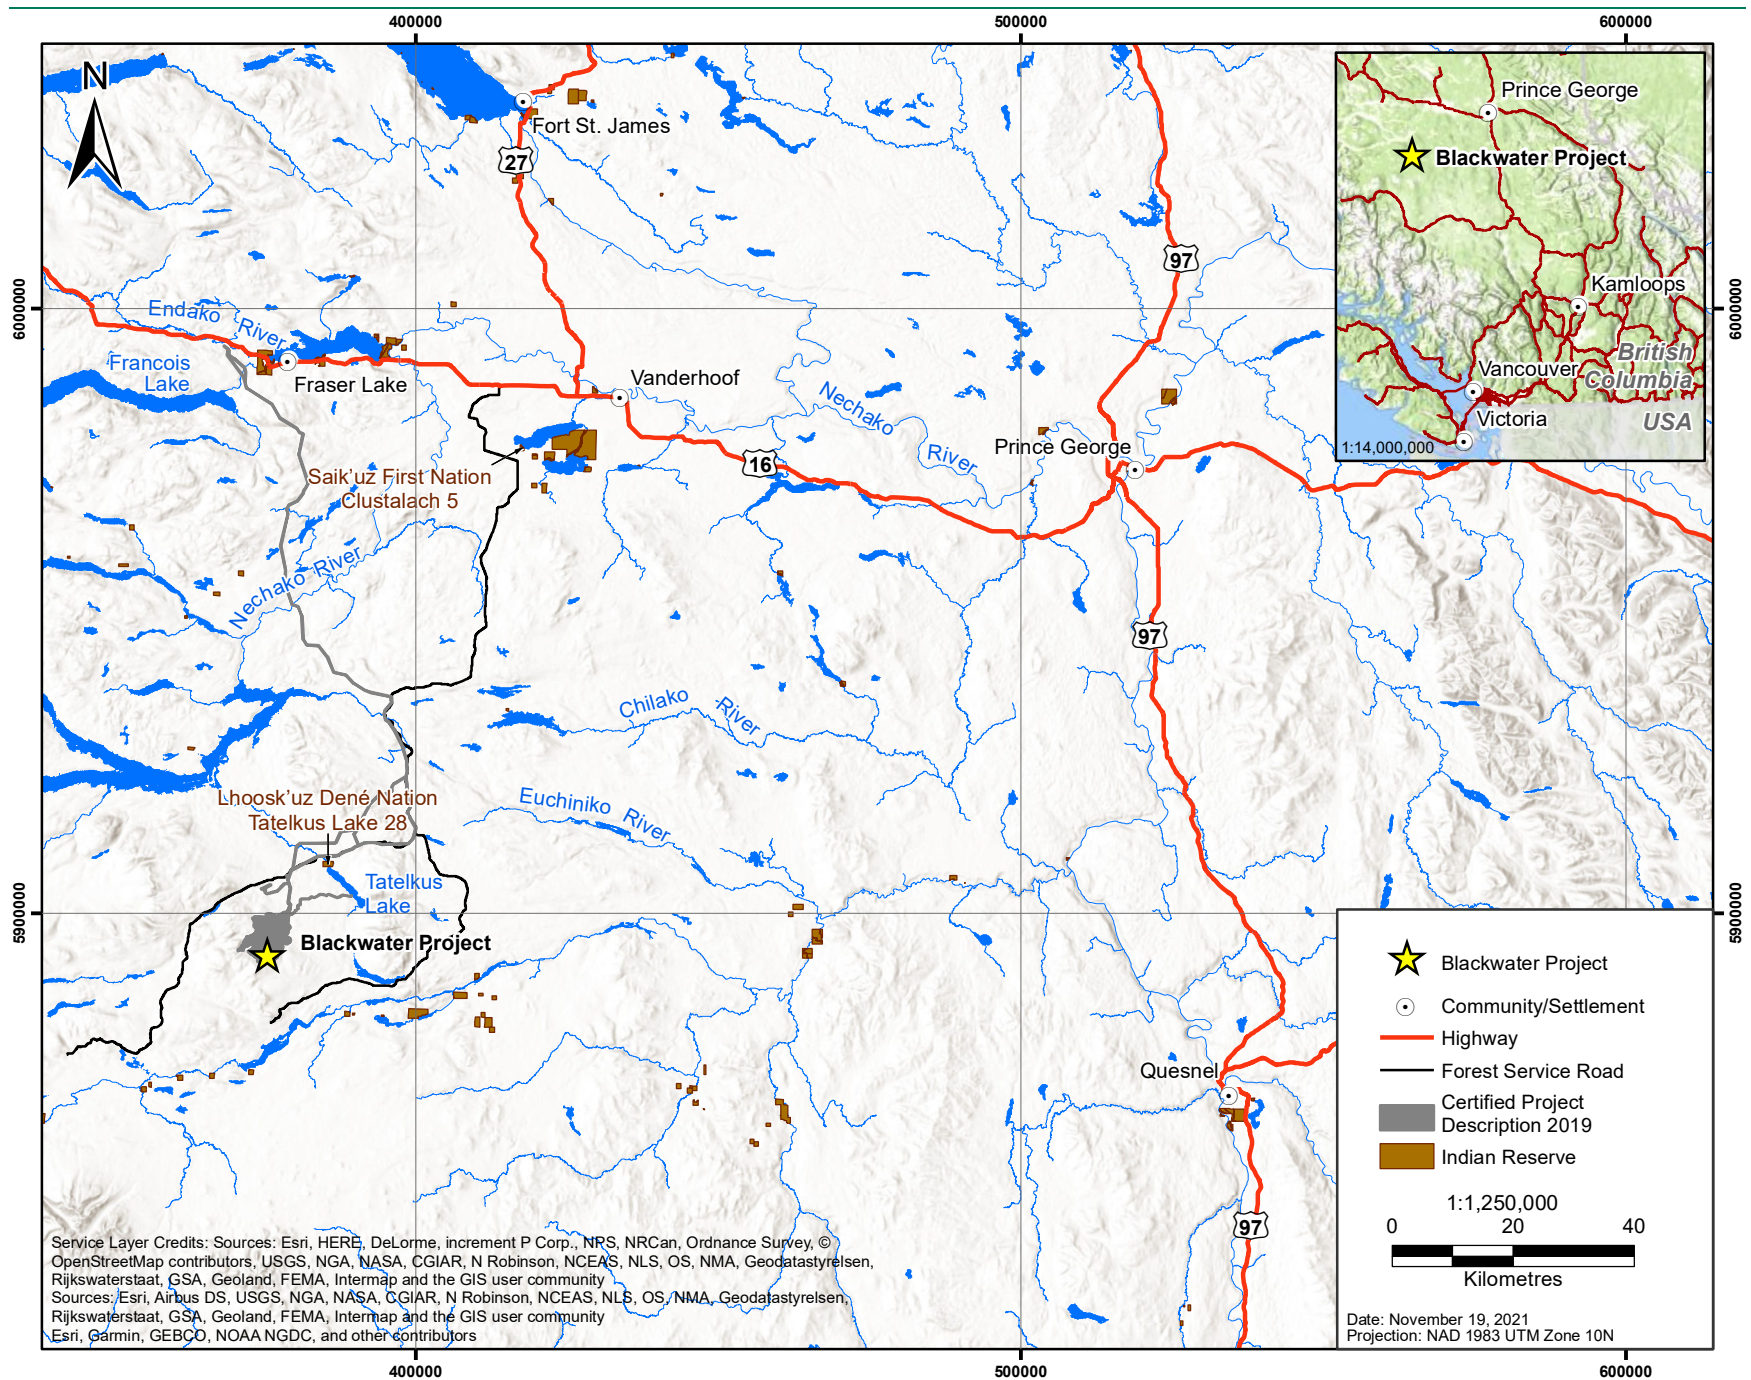 400000
500000
600000
N
Fort St. James
27
97
Prince George
Blackwater Project
Kamloops
British
Columbia
Vancouver
USA
Victoria
1:14,000,000
6000000
6000000
Endako River
Francois
Lake
Fraser Lake
Vanderhoof
Nechako River
Prince George
16
Saik'uz First Nation
Clustalach 5
Nechako River
97
Chilako River
Lhoosk'uz Dené Nation
Tatelkus Lake 28
Euchiniko River
Tatelkus
Lake
5900000
5900000
Blackwater Project
Quesnel
97
Blackwater Project
Community/Settlement
Highway
Forest Service Road
Certified Project
Description 2019
Indian Reserve
1:1,250,000
0 20 40
Kilometres
Date: November 19, 2021
Projection: NAD 1983 UTM Zone 10N
Service Layer Credits: Sources: Esri, HERE, DeLorme, increment P Corp., NPS, NRCan, Ordnance Survey, ©
OpenStreetMap contributors, USGS, NGA, NASA, CGIAR, N Robinson, NCEAS, NLS, OS, NMA, Geodatastyrelsen,
Rijkswaterstaat, GSA, Geoland, FEMA, Intermap and the GIS user community
Sources: Esri, Airbus DS, USGS, NGA, NASA, CGIAR, N Robinson, NCEAS, NLS, OS, NMA, Geodatastyrelsen,
Rijkswaterstaat, GSA, Geoland, FEMA, Intermap and the GIS user community
Esri, Garmin, GEBCO, NOAA NGDC, and other contributors
400000
500000
600000